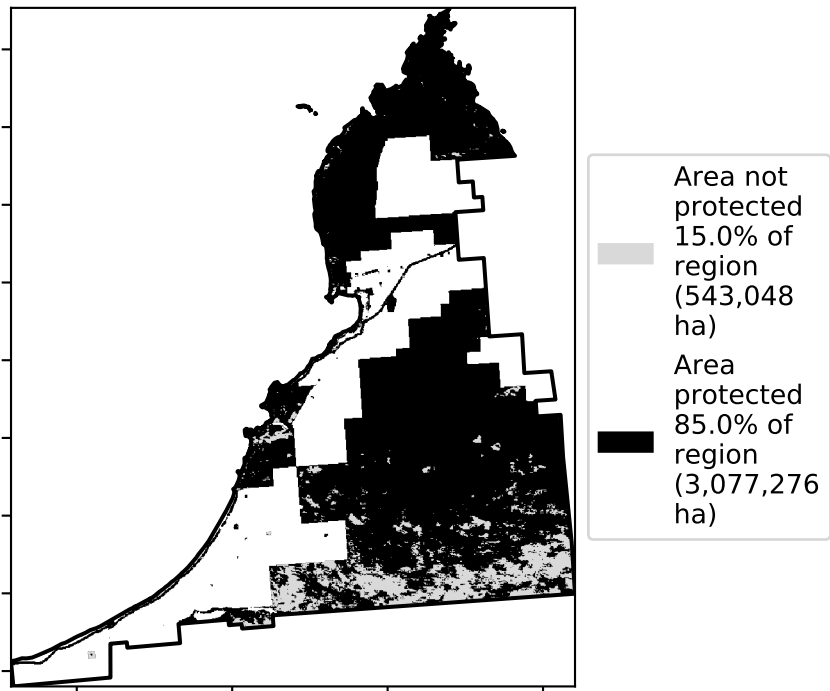 Area not
protected
15.0% of
region
(543,048
ha)
Area
protected
85.0% of
region
(3,077,276
ha)